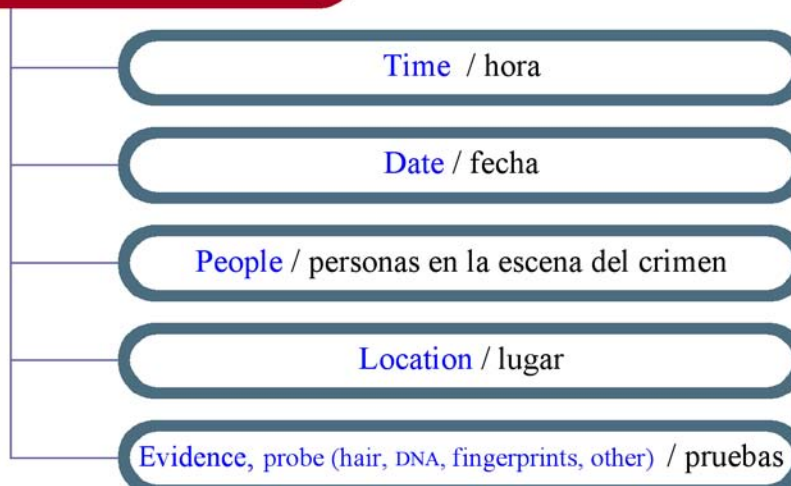 Time / hora
Date / fecha
People / personas en la escena del crimen
Location / lugar
Evidence, probe (hair, DNA, fingerprints, other) / pruebas